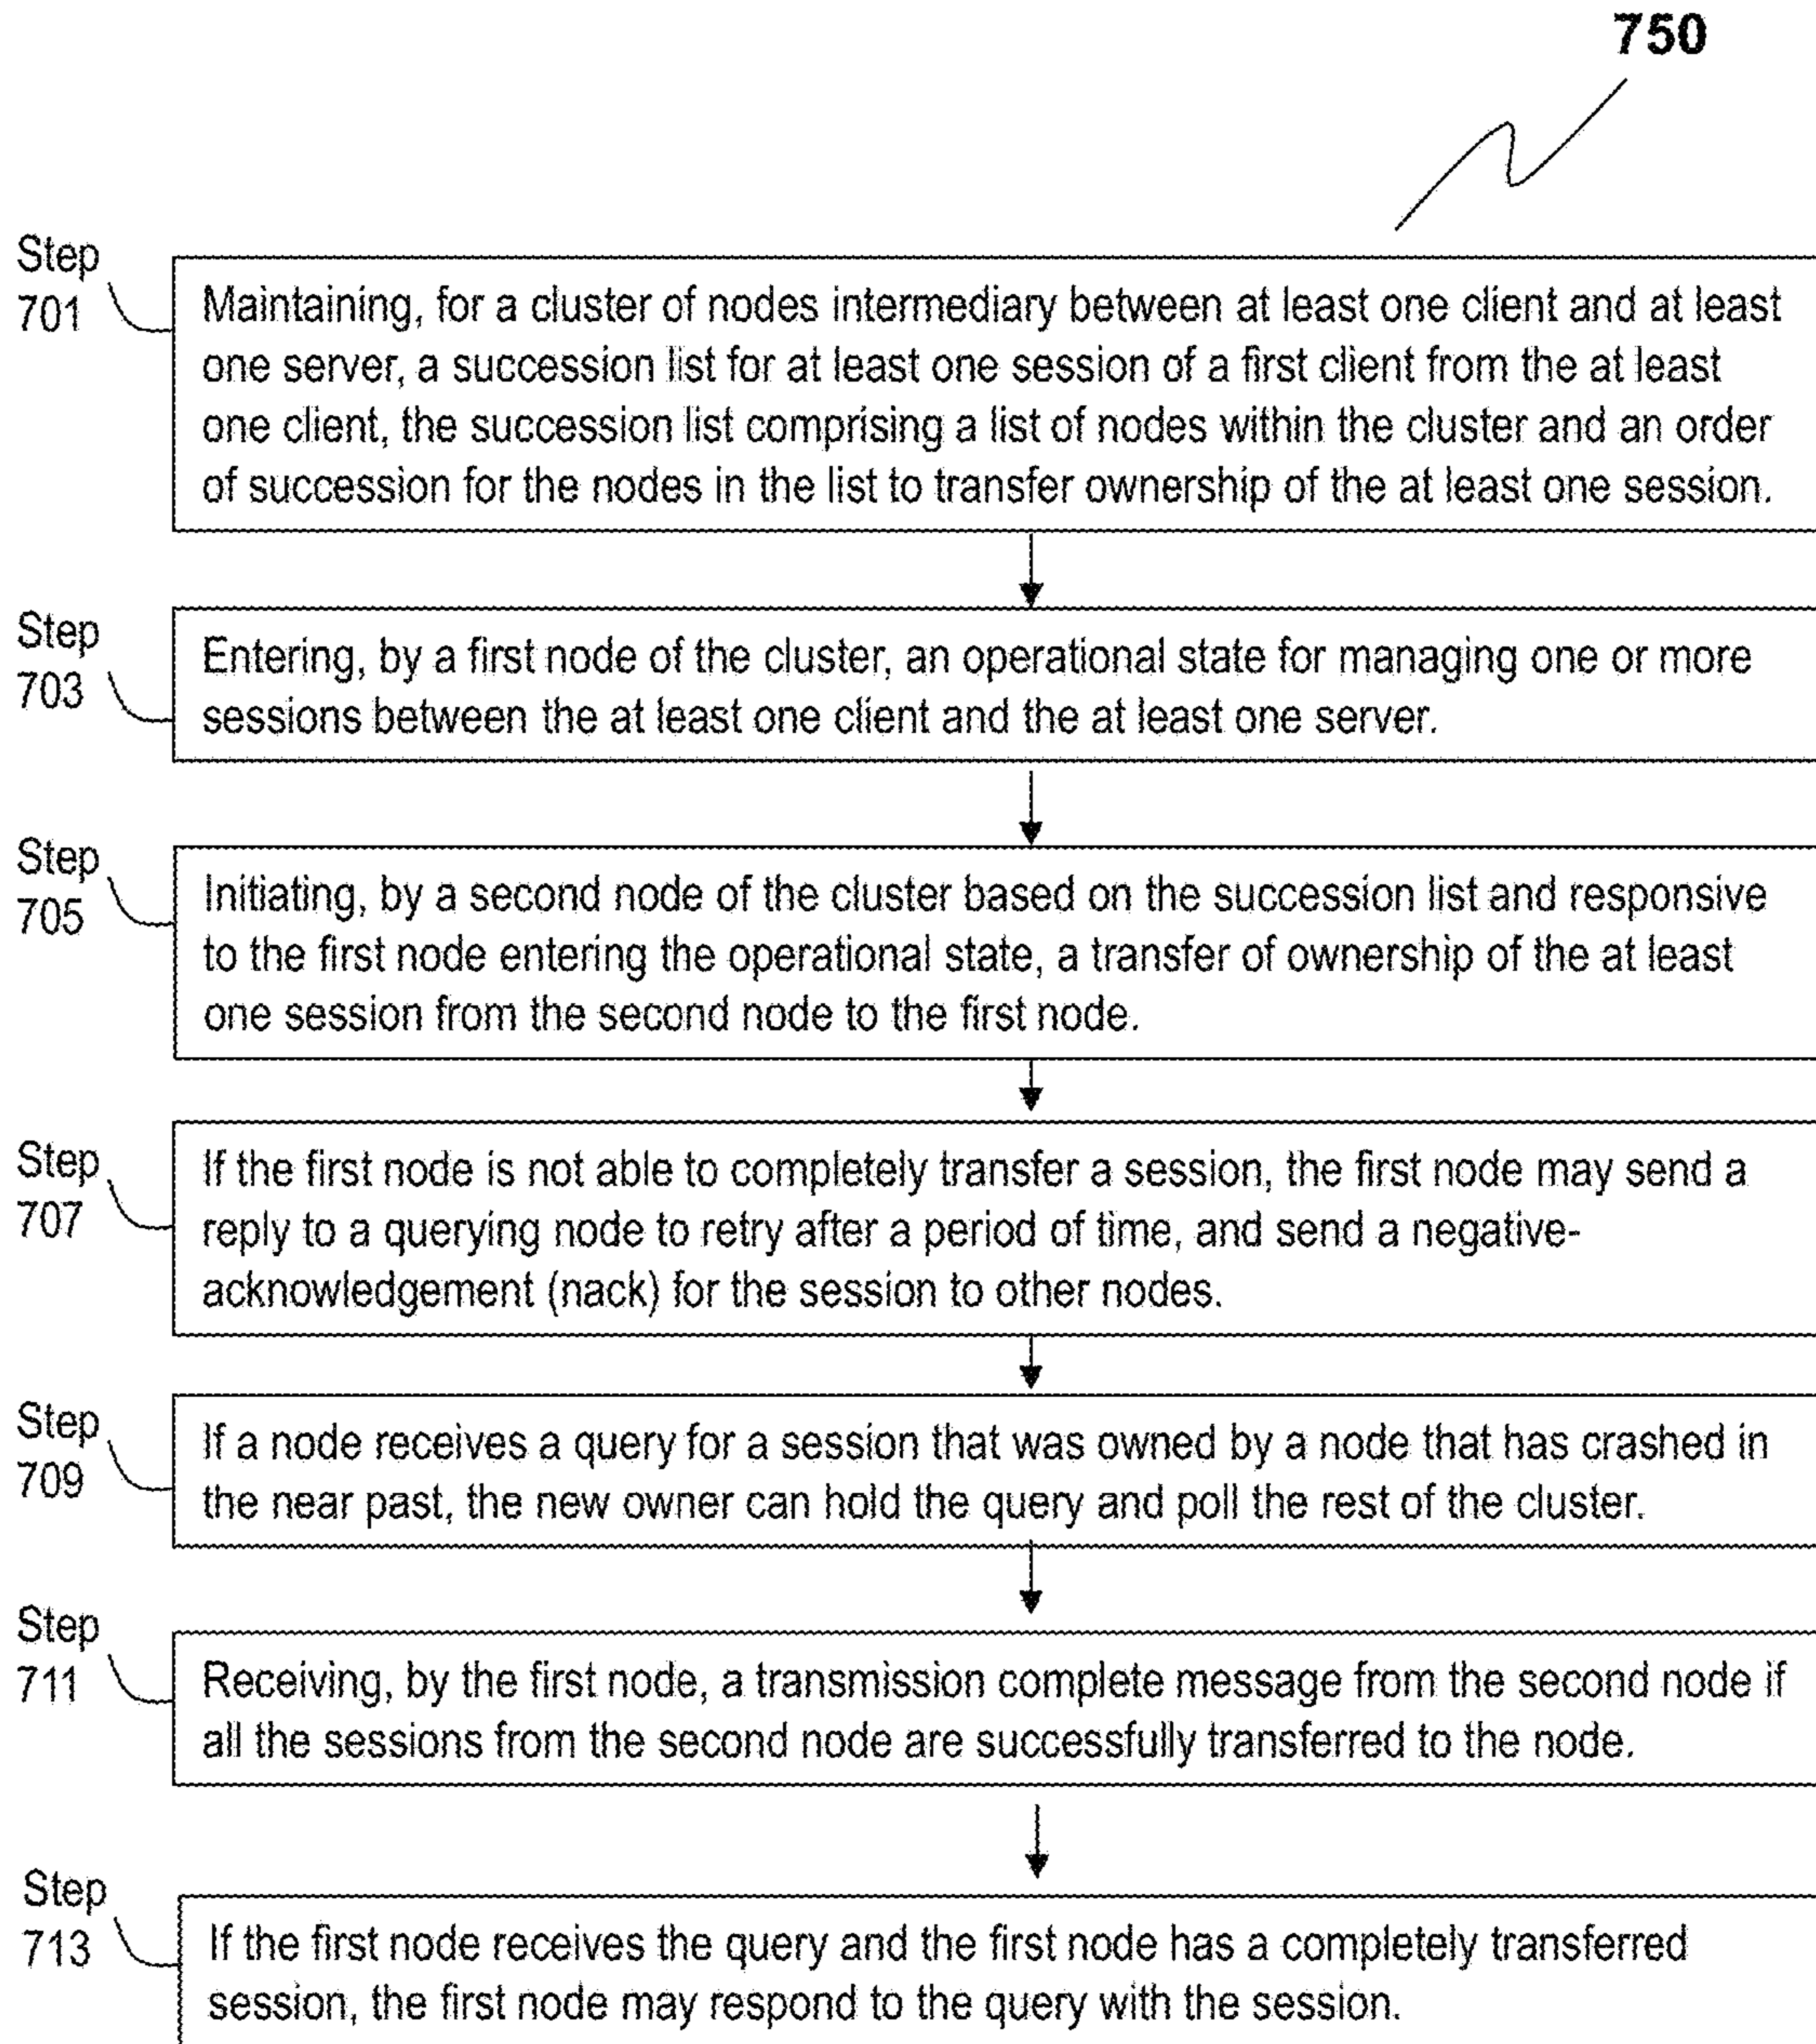 750
Step
701
Maintaining, for a cluster of nodes intermediary between at least one client and at least
one server, a succession list for at least one session of a first client from the at least
one client, the succession list comprising a list of nodes within the cluster and an order
of succession for the nodes in the list to transfer ownership of the at least one session.
Step
703
Entering, by a first node of the cluster, an operational state for managing one or more
sessions between the at least one client and the at least one server.
Step
705
Initiating, by a second node of the cluster based on the succession list and responsive
to the first node entering the operational state, a transfer of ownership of the at least
one session from the second node to the first node.
Step
707
If the first node is not able to completely transfer a session, the first node may send a
reply to a querying node to retry after a period of time, and send a negative-
acknowledgement (nack) for the session to other nodes.
Step
709
If a node receives a query for a session that was owned by a node that has crashed in
the near past, the new owner can hold the query and poll the rest of the cluster.
Step
711
Receiving, by the first node, a transmission complete message from the second node if
all the sessions from the second node are successfully transferred to the node.
Step
713
If the first node receives the query and the first node has a completely transferred
session, the first node may respond to the query with the session.